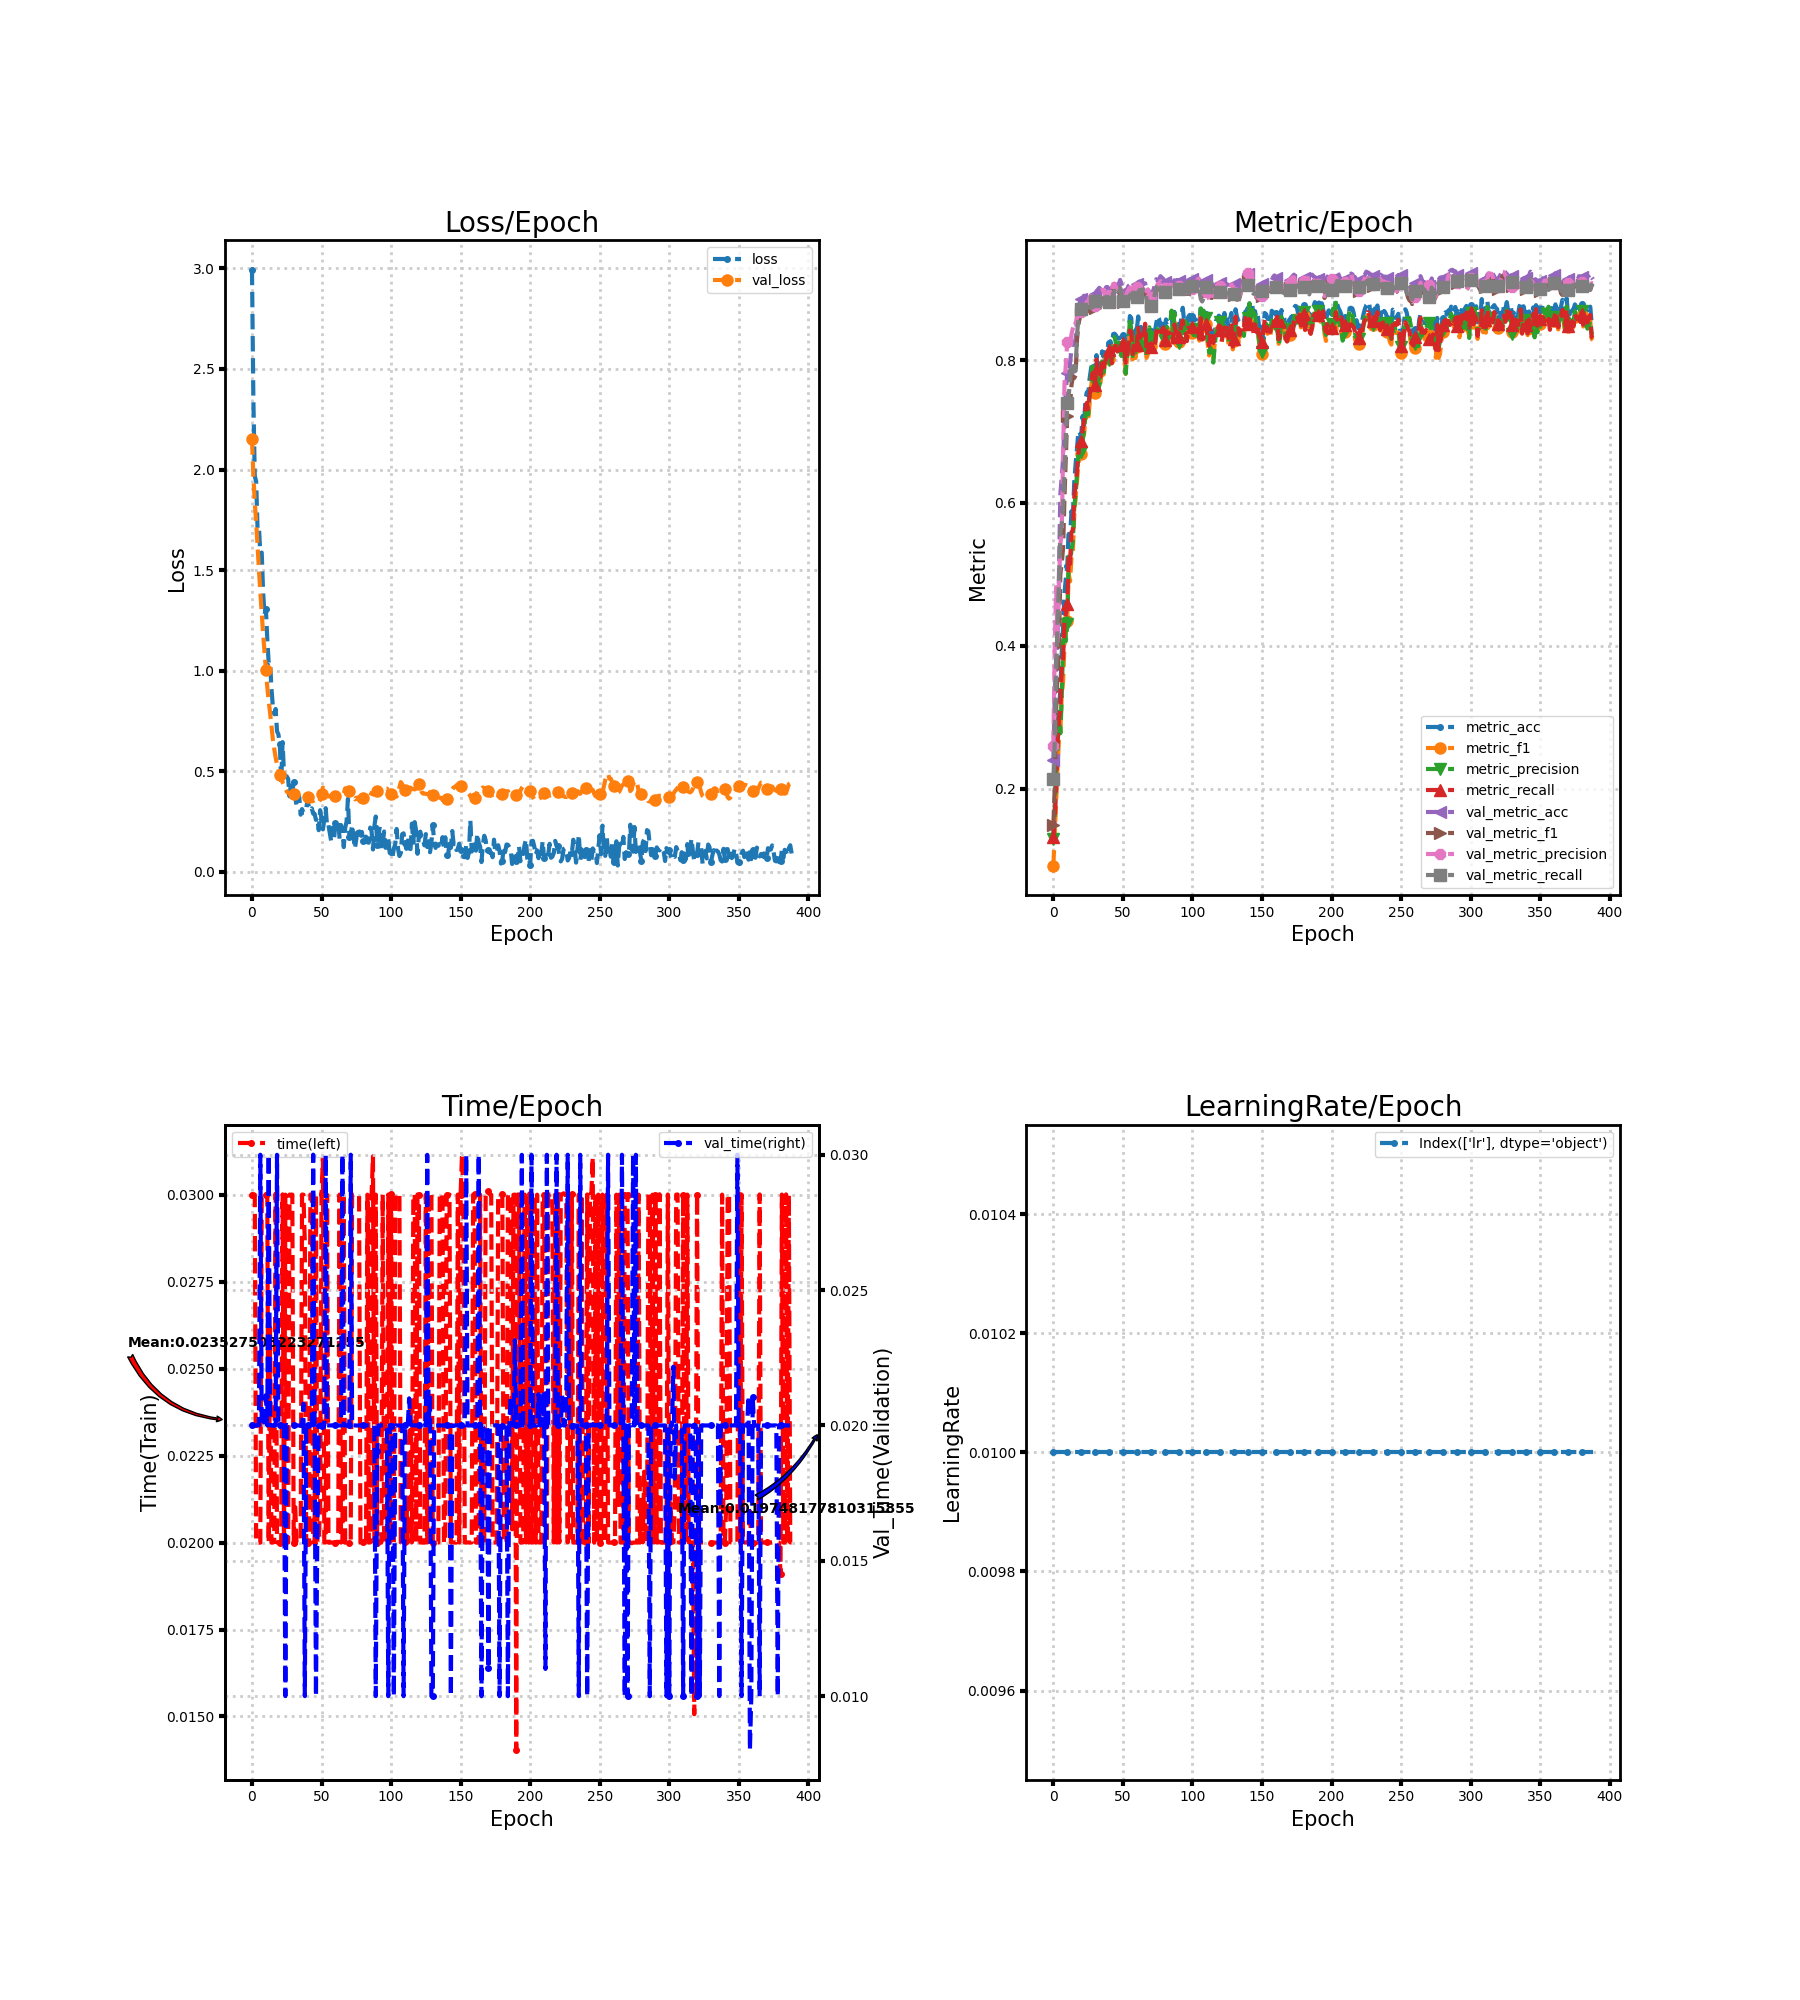 Loss/Epoch
loss
val_loss
3.0
2.5
2.0
1.5
1.0
0.5
0.0
Loss
0
50
100
150
200
250
300
350
400
Epoch
Metric/Epoch
0.8
0.6
0.4
0.2
Metric
metric_acc
metric_f1
metric_precision
metric_recall
val_metric_acc
val_metric_f1
val_metric_precision
val_metric_recall
0
50
100
150
200
250
300
350
400
Epoch
Time/Epoch
time(left)
val_time(right)
0.0300
0.0275
0.0250
0.0225
0.0200
0.0175
0.0150
Time(Train)
0.030
0.025
0.020
0.015
0.010
Val_Time(Validation)
0
50
100
150
200
250
300
350
400
Epoch
LearningRate/Epoch
Index(['lr'], dtype='object')
0.0104
0.0102
0.0100
0.0098
0.0096
LearningRate
0
50
100
150
200
250
300
350
400
Epoch